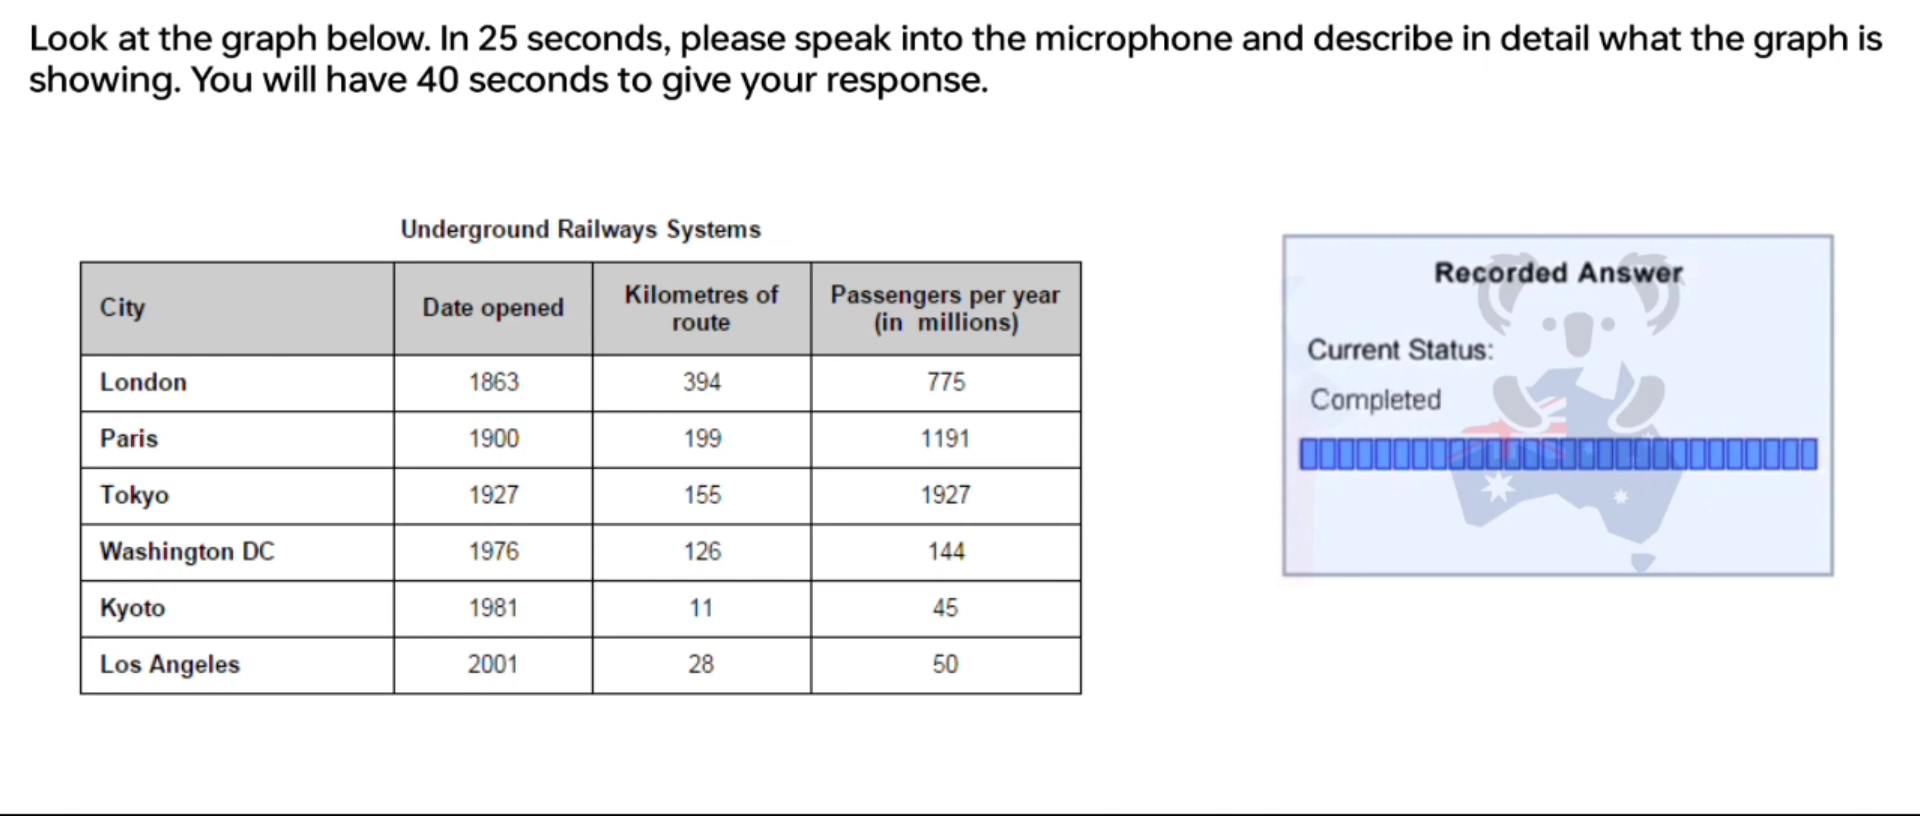 Look at the graph below. In 25 seconds, please speak into the microphone and describe in detail what the graph is
showing. You will have 40 seconds to give your response.
Underground Railways Systems
City Date opened Kilometres of route Passengers per year (in millions)
London 1863 394 775
Paris 1900 199 1191
Tokyo 1927 155 1927
Washington DC 1976 126 144
Kyoto 1981 11 45
Los Angeles 2001 28 50
Recorded Answer
Current Status:
Completed